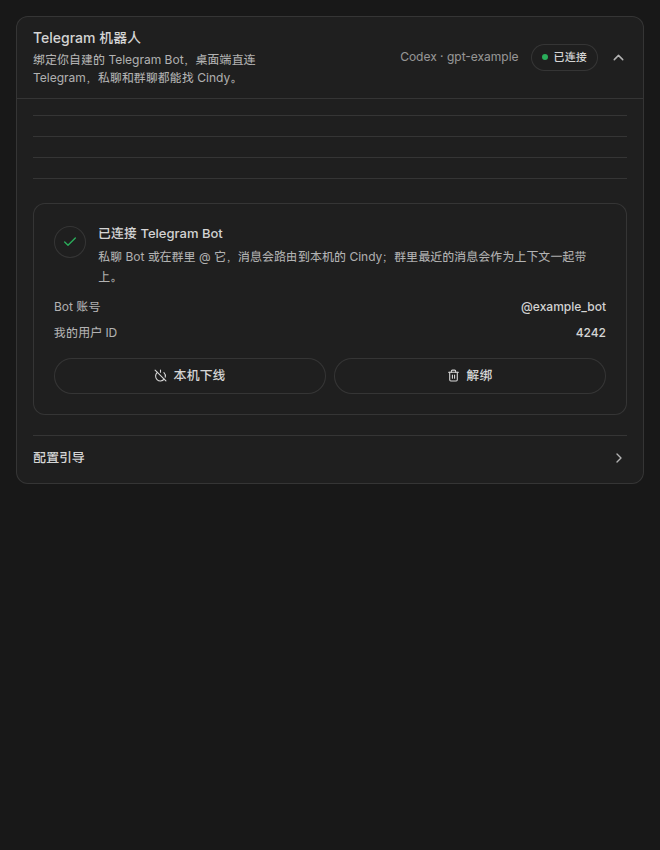 Telegram 机器人
绑定你自建的 Telegram Bot，桌面端直连
Telegram，私聊和群聊都能找 Cindy。
Codex · gpt-example
已连接
已连接 Telegram Bot
私聊 Bot 或在群里 @ 它，消息会路由到本机的 Cindy；群里最近的消息会作为上下文一起带
上。
Bot 账号
@example_bot
我的用户 ID
4242
本机下线
解绑
配置引导